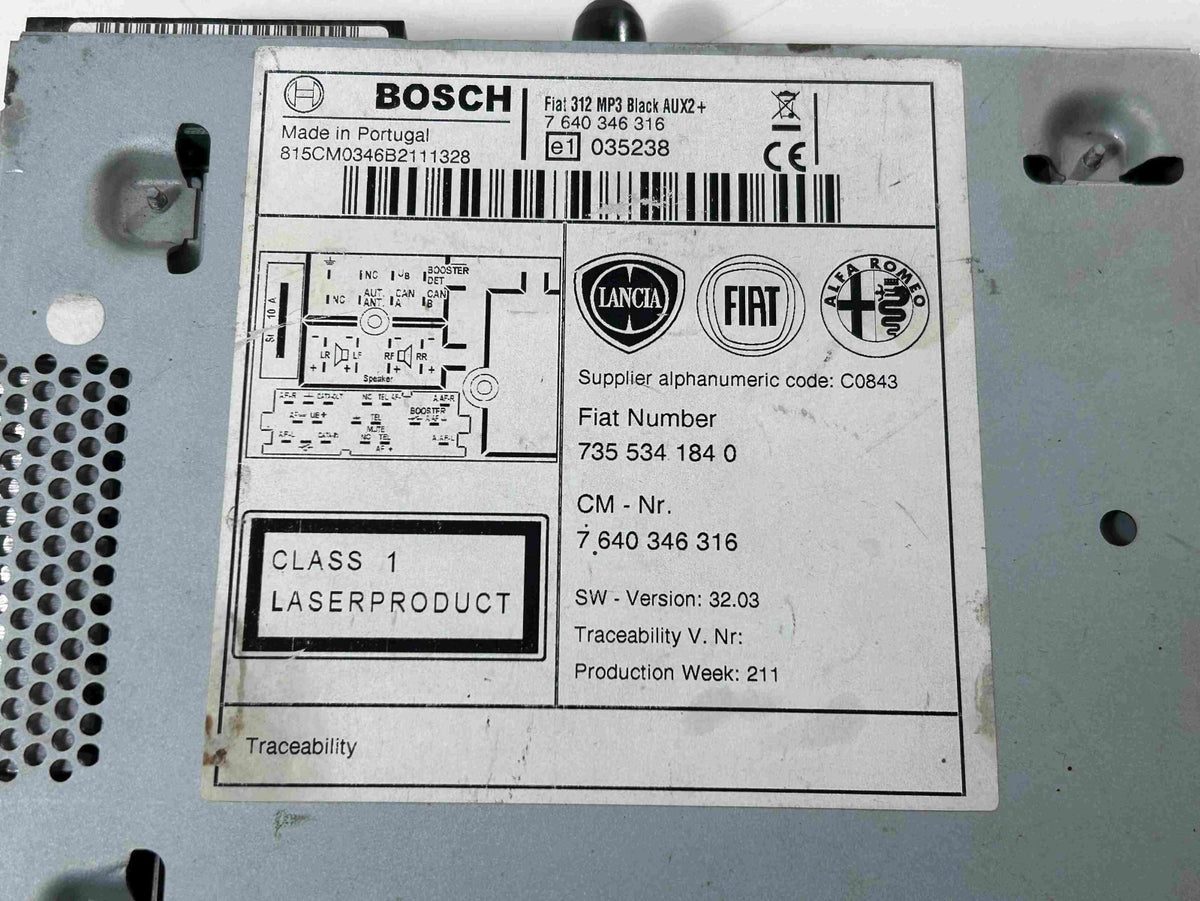 BOSCH
Made in Portugal
815CM0346B2111328
Fiat 312 MP3 Black AUX2+
7 640 346 316
e1 035238
CE
NC UB BOOSTER DET
NC AUT. ANT. CAN A CAN B
10 A
LR LF RF RR
Speaker
BOOSTER
TEL
MUTE
LANCIA
FIAT
ALFA ROMEO
Supplier alphanumeric code: C0843
Fiat Number
735 534 184 0
CM - Nr.
7 640 346 316
SW - Version: 32.03
Traceability V. Nr:
Production Week: 211
CLASS 1
LASERPRODUCT
Traceability